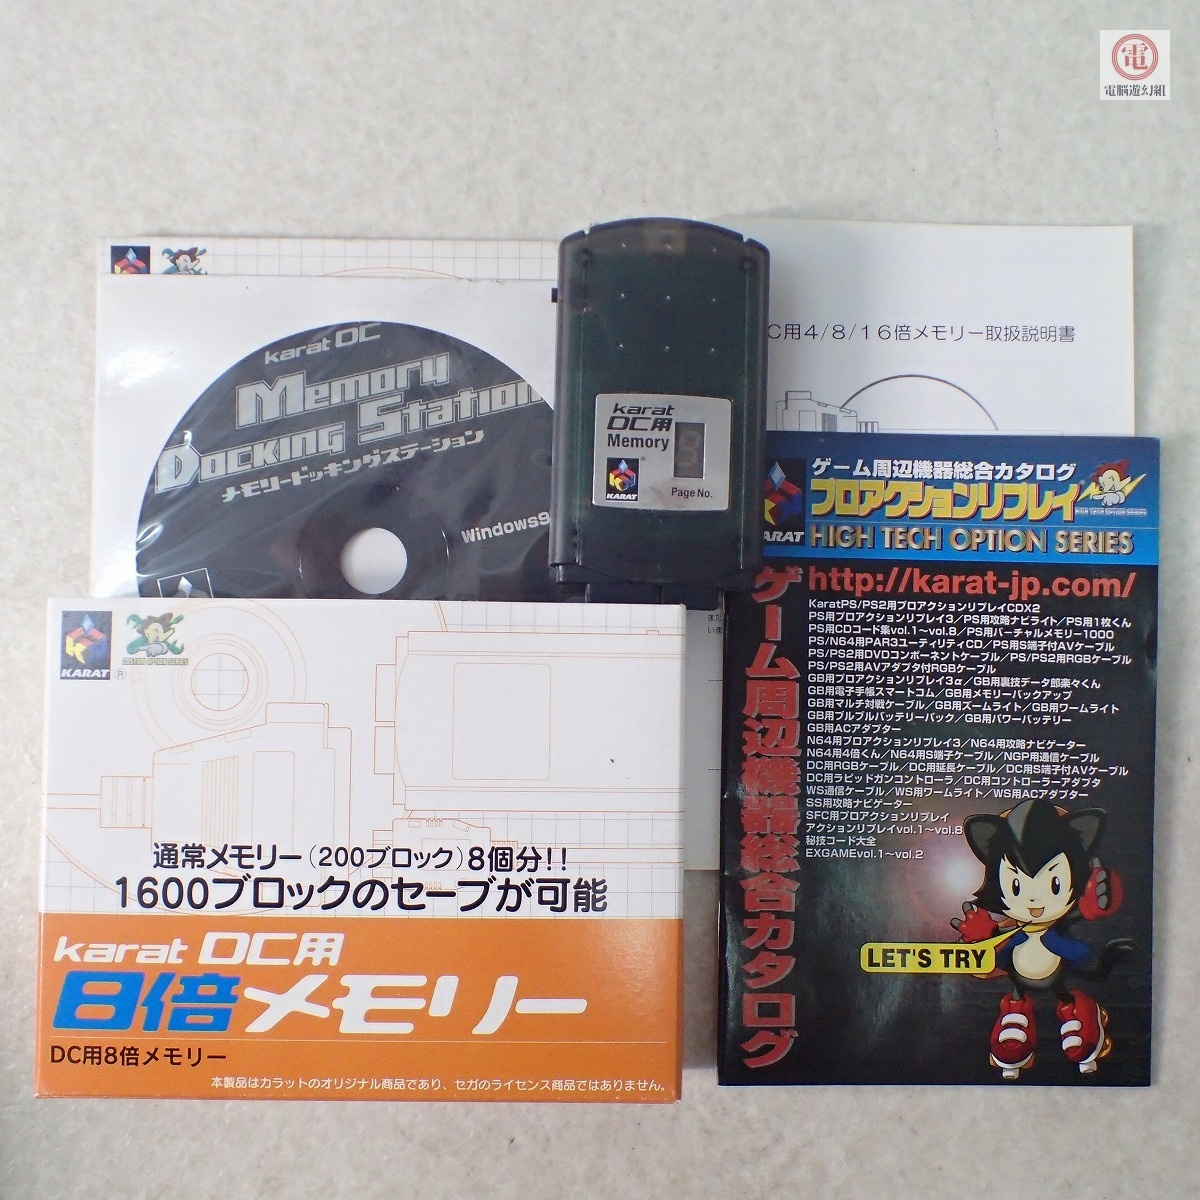 電
電脳遊幻組
karat DC
Memory
Docking Station
メモリードッキングステーション
Windows9
karat
DC用
Memory
KARAT
Page No.
C用4/8/16倍メモリー取扱説明書
KARAT
®
CUSTOM OPTION SERIES
通常メモリー(200ブロック)8個分!!
1600ブロックのセーブが可能
karat DC用
8倍メモリー
DC用8倍メモリー
本製品はカラットのオリジナル商品であり、セガのライセンス商品ではありません。
ゲーム周辺機器総合カタログ
プロアクションリプレイ
HIGH TECH OPTION SERIES
ARAT
HIGH TECH OPTION SERIES
http://karat-jp.com/
ゲーム周辺機器総合カタログ
KaratPS/PS2用プロアクションリプレイCDX2
PS用プロアクションリプレイ3/PS用攻略ナビライト/PS用1枚くん
PS用CDコード集vol.1~vol.8/PS用バーチャルメモリー1000
PS/N64用PAR3ユーティリティCD/PS用S端子付AVケーブル
PS/PS2用DVDコンポーネントケーブル/PS/PS2用RGBケーブル
PS/PS2用AVアダプタ付RGBケーブル
GB用プロアクションリプレイ3α/GB用裏技データ郎楽々くん
GB用電子手帳スマートコム/GB用メモリーバックアップ
GB用マルチ対戦ケーブル/GB用ズームライト/GB用ワームライト
GB用ブルブルバッテリーパック/GB用パワーバッテリー
GB用ACアダプター
N64用プロアクションリプレイ3/N64用攻略ナビゲーター
N64用4倍くん/N64用S端子ケーブル/NGP用通信ケーブル
DC用RGBケーブル/DC用延長ケーブル/DC用S端子付AVケーブル
DC用ラピッドガンコントローラ/DC用コントローラーアダプタ
WS通信ケーブル/WS用ワームライト/WS用ACアダプター
SS用攻略ナビゲーター
SFC用プロアクションリプレイ
アクションリプレイvol.1~vol.8
秘技コード大全
EXGAMEvol.1~vol.2
LET'S TRY